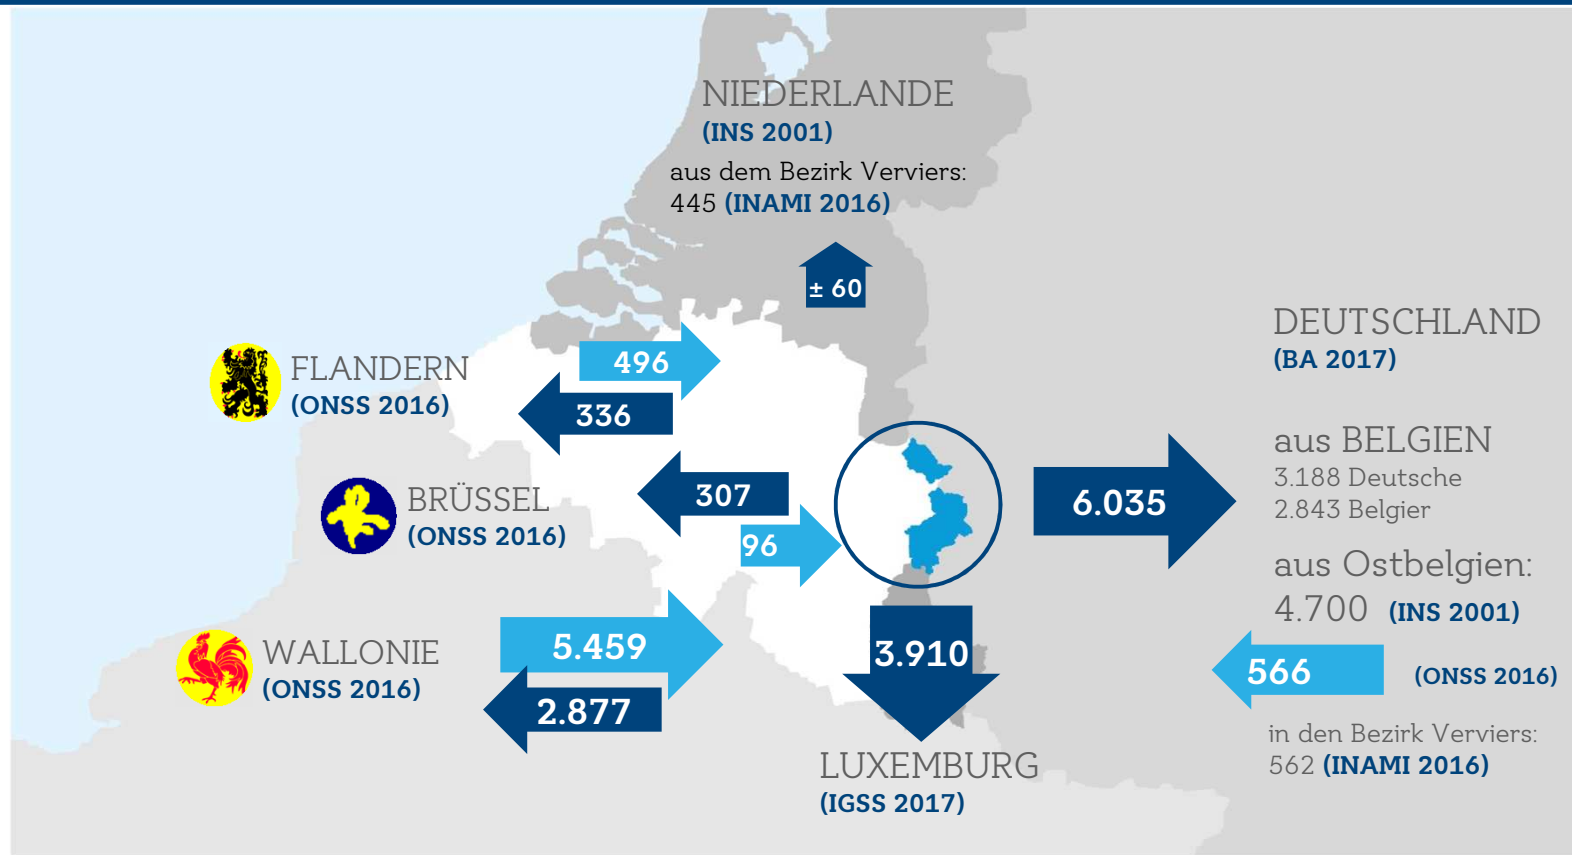 NIEDERLANDE
(INS 2001)
aus dem Bezirk Verviers:
445 (INAMI 2016)
± 60
FLANDERN
(ONSS 2016)
496
336
BRÜSSEL
(ONSS 2016)
307
96
WALLONIE
(ONSS 2016)
5.459
2.877
3.910
LUXEMBURG
(IGSS 2017)
DEUTSCHLAND
(BA 2017)
6.035
aus BELGIEN
3.188 Deutsche
2.843 Belgier
aus Ostbelgien:
4.700 (INS 2001)
566 (ONSS 2016)
in den Bezirk Verviers:
562 (INAMI 2016)